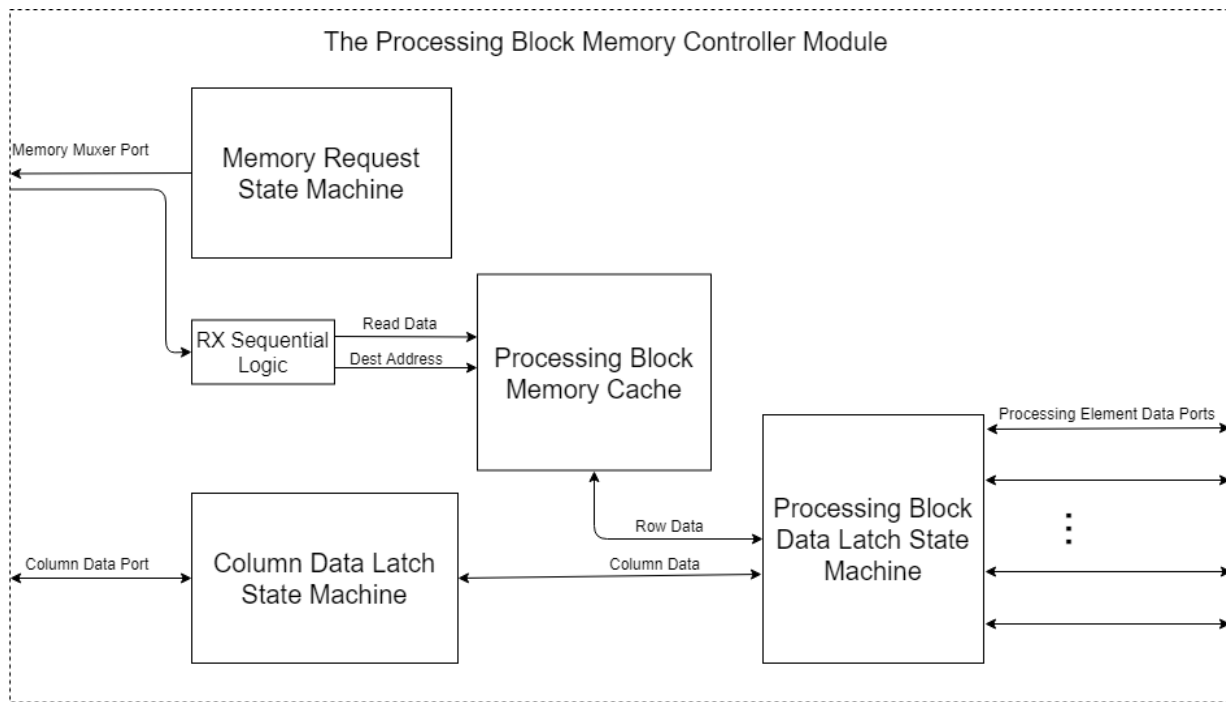 The Processing Block Memory Controller Module
Memory Muxer Port
Memory Request
State Machine
RX Sequential
Logic
Read Data
Dest Address
Processing Block
Memory Cache
Processing Element Data Ports
Processing Block
Data Latch State
Machine
Row Data
Column Data
Column Data Port
Column Data Latch
State Machine